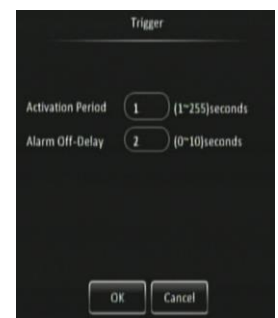 Trigger
Activation Period 1 (1~255)seconds
Alarm Off-Delay 2 (0~10)seconds
OK Cancel